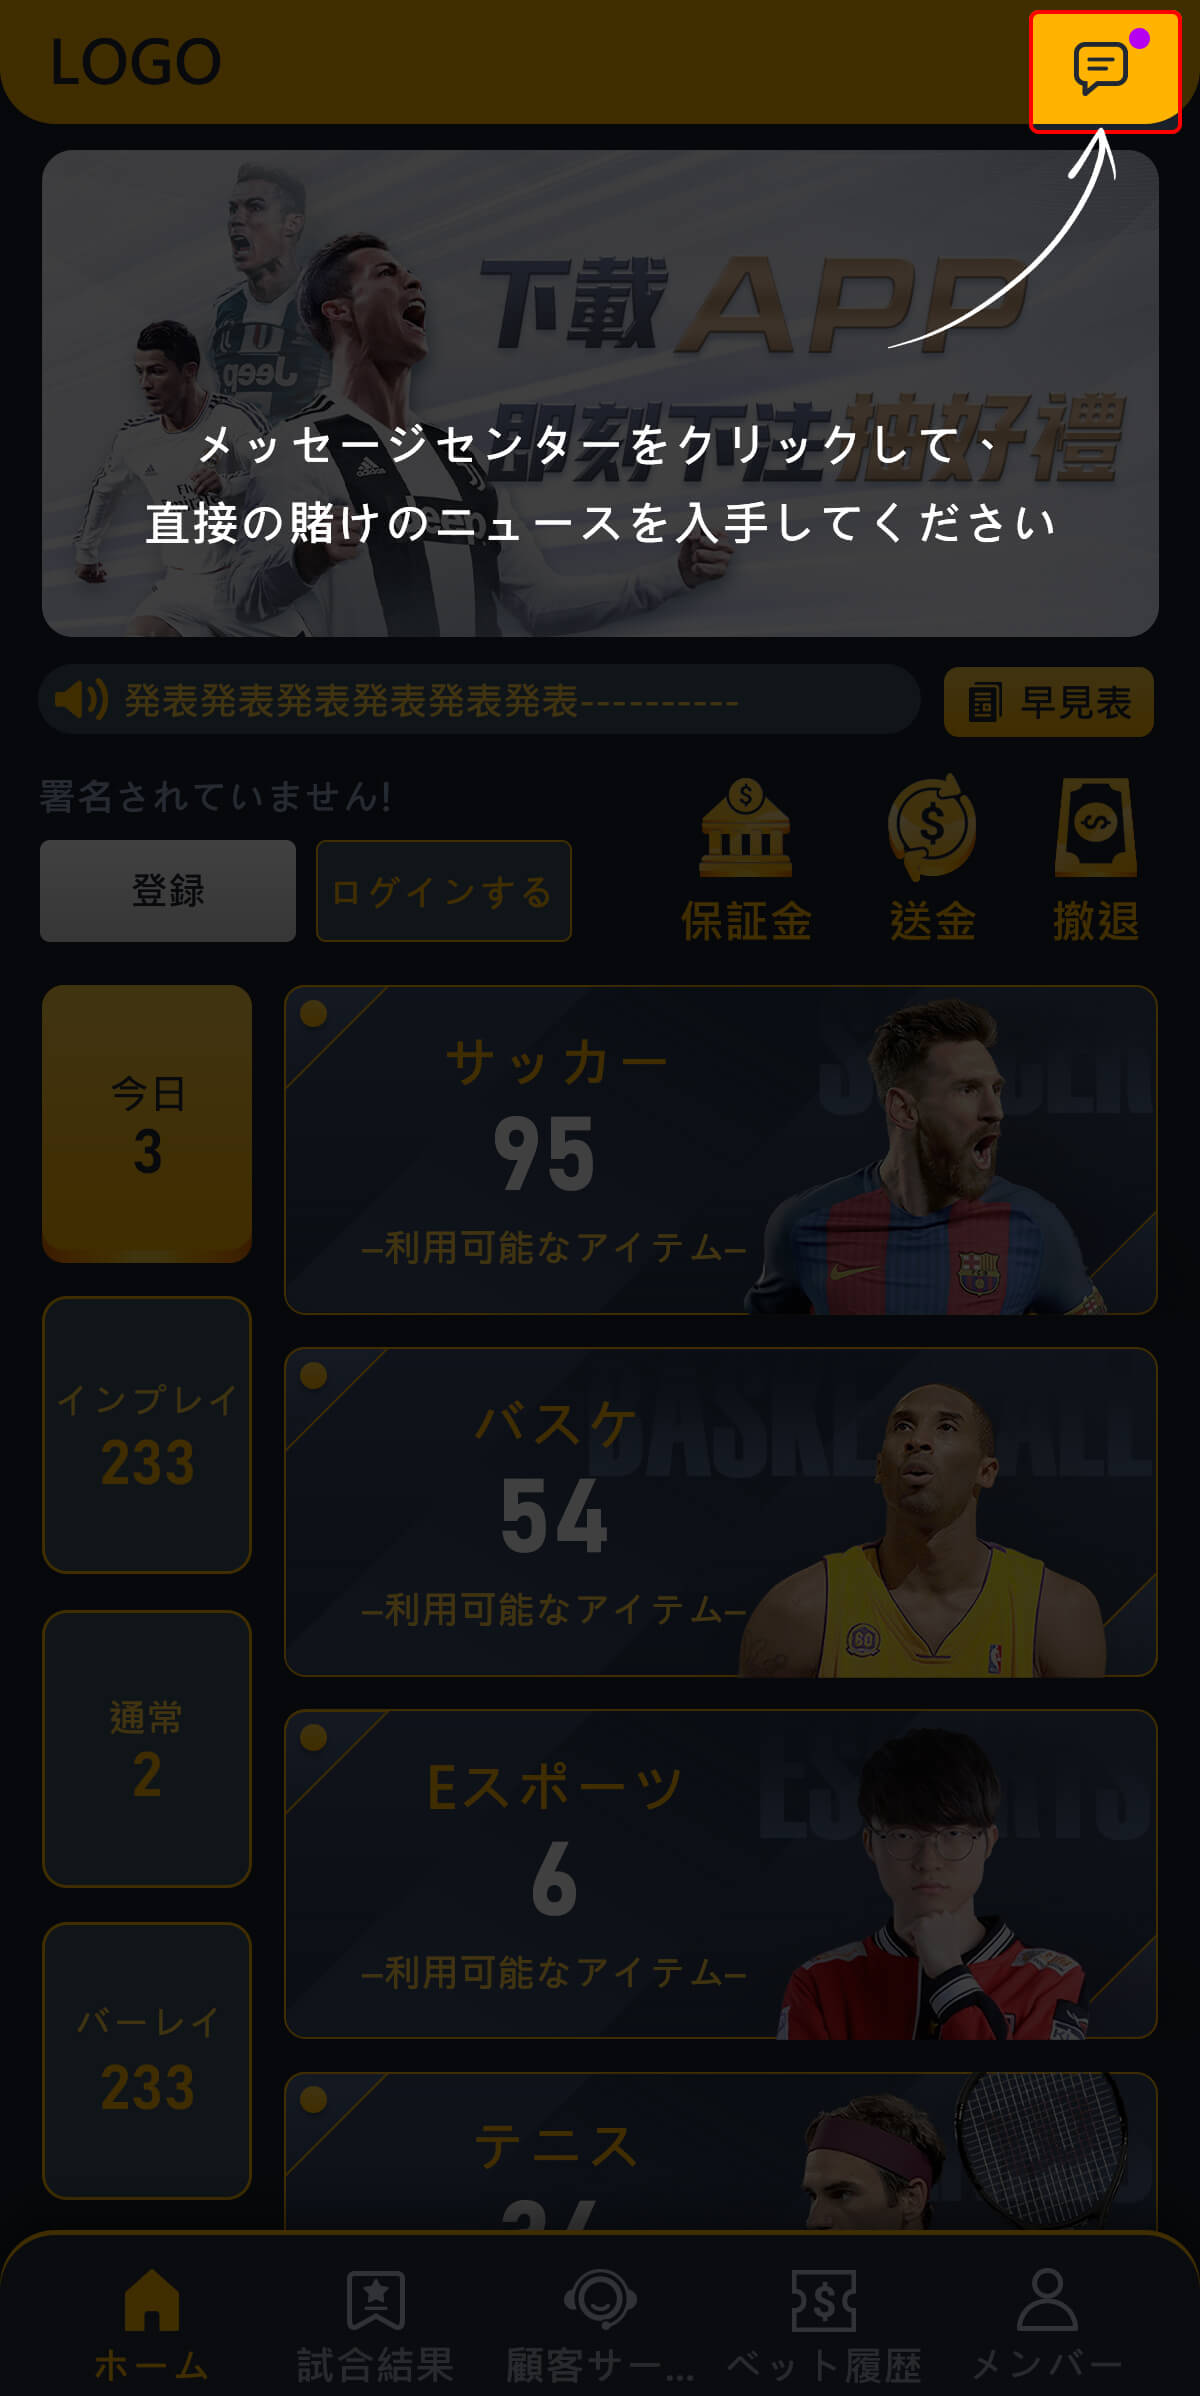 LOGO
下載APP
即刻下注抽好禮
メッセージセンターをクリックして、
直接の賭けのニュースを入手してください
発表発表発表発表発表発表----------
早見表
署名されていません!
登録
ログインする
保証金
送金
撤退
今日
3
サッカー
95
–利用可能なアイテム–
インプレイ
233
バスケ
54
–利用可能なアイテム–
通常
2
Eスポーツ
6
–利用可能なアイテム–
バーレイ
233
テニス
ホーム
試合結果
顧客サー...
ベット履歴
メンバー